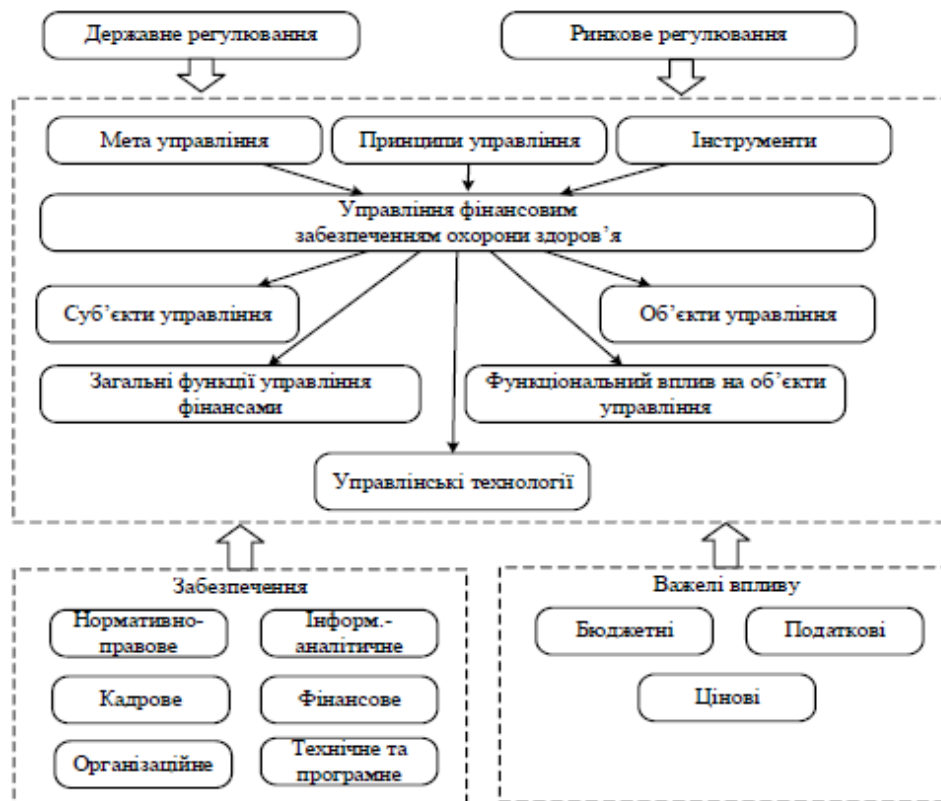 Державне регулювання
Ринкове регулювання
Мета управління
Принципи управління
Інструменти
Управління фінансовим
забезпеченням охорони здоров’я
Суб’єкти управління
Об’єкти управління
Загальні функції управління
фінансами
Функціональний вплив на об’єкти
управління
Управлінські технології
Забезпечення
Нормативно-
правове
Інформ.-
аналітичне
Кадрове
Фінансове
Організаційне
Технічне та
програмне
Важелі впливу
Бюджетні
Податкові
Цінові